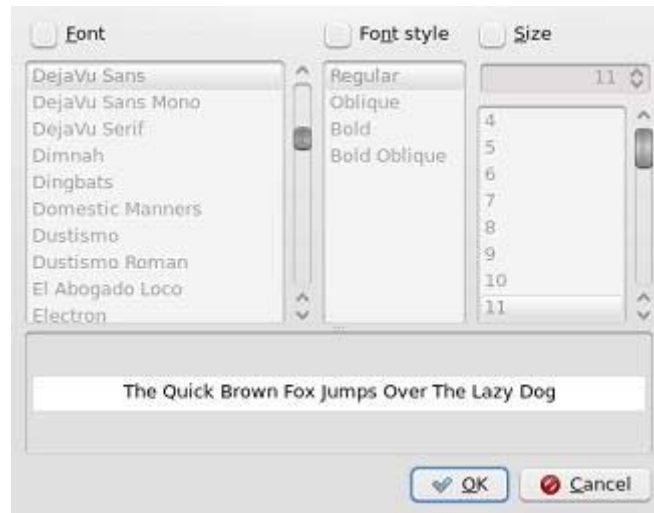 Font
Font style
Size
DejaVu Sans
DejaVu Sans Mono
DejaVu Serif
Dimnah
Dingbats
Domestic Manners
Dustismo
Dustismo Roman
El Abogado Loco
Electron
Regular
Oblique
Bold
Bold Oblique
11
4
5
6
7
8
9
10
11
The Quick Brown Fox Jumps Over The Lazy Dog
OK
Cancel